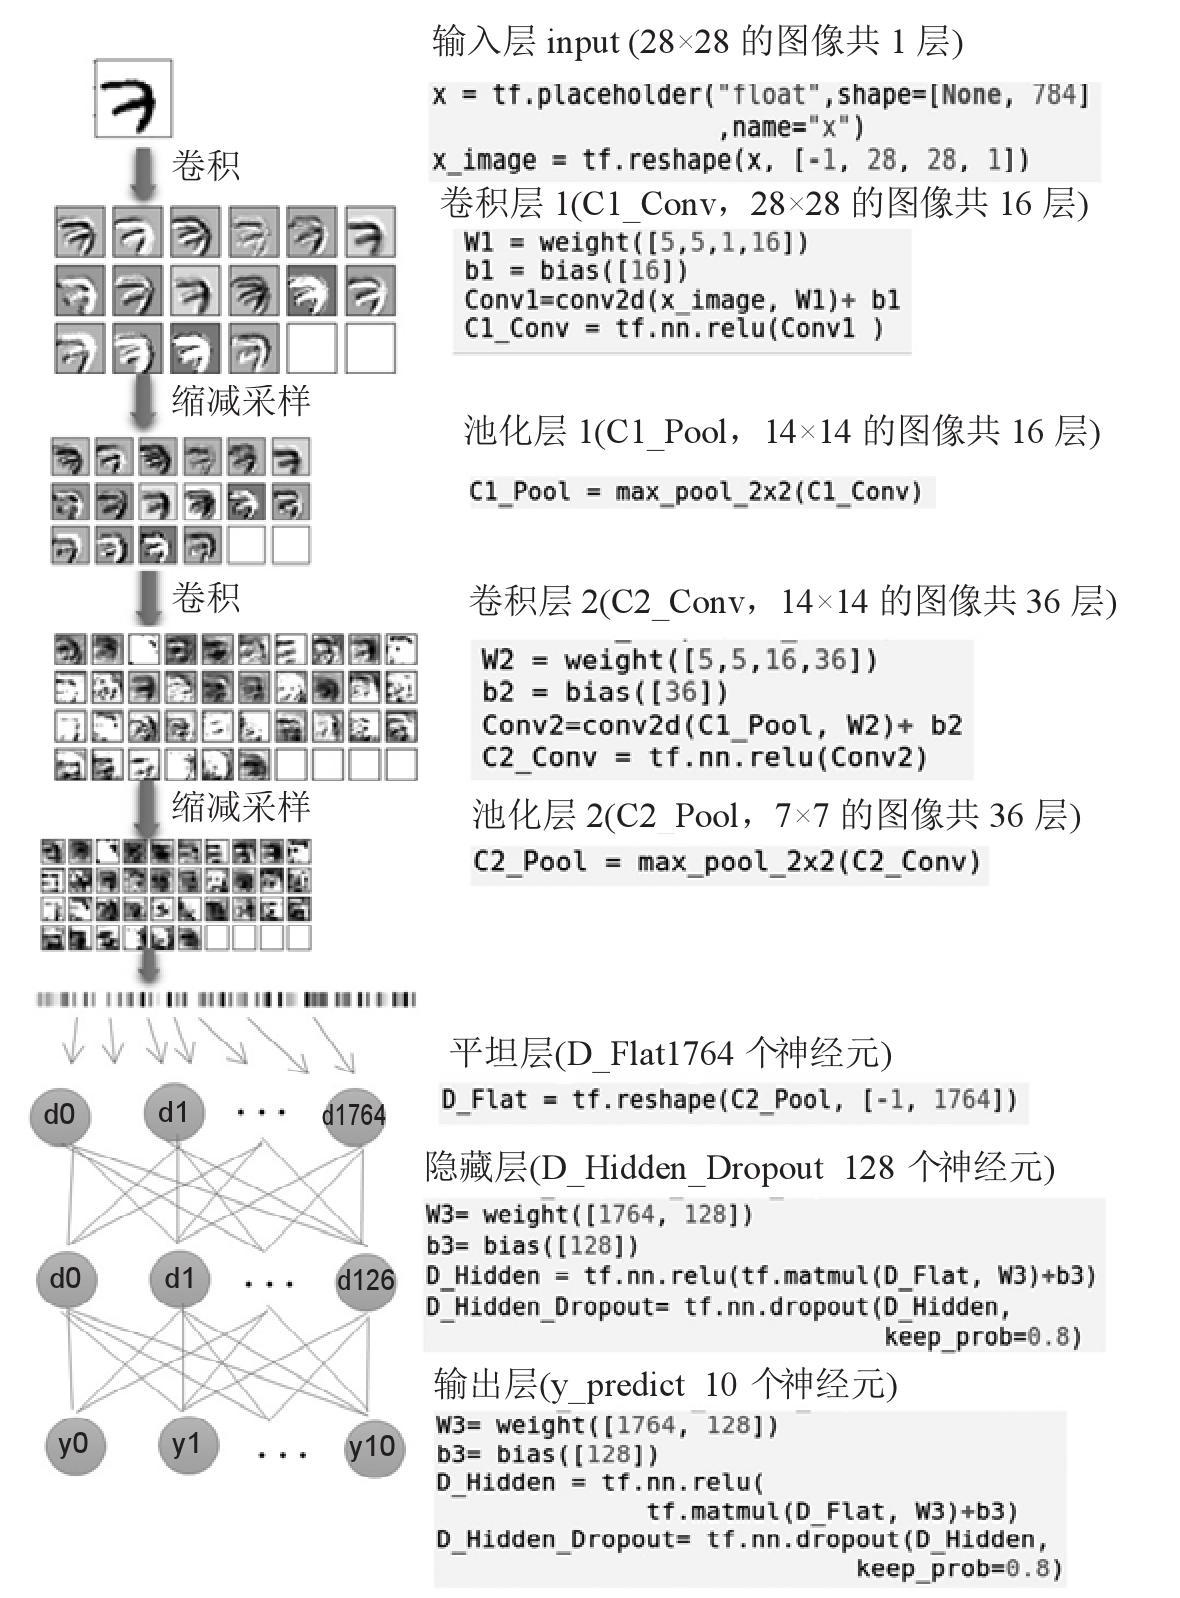 输入层 input (28×28 的图像共 1 层)
x = tf.placeholder("float",shape=[None, 784]
,name="x")
x_image = tf.reshape(x, [-1, 28, 28, 1])
卷积
卷积层 1(C1_Conv，28×28 的图像共 16 层)
W1 = weight([5,5,1,16])
b1 = bias([16])
Conv1=conv2d(x_image, W1)+ b1
C1_Conv = tf.nn.relu(Conv1 )
缩减采样
池化层 1(C1_Pool，14×14 的图像共 16 层)
C1_Pool = max_pool_2x2(C1_Conv)
卷积
卷积层 2(C2_Conv，14×14 的图像共 36 层)
W2 = weight([5,5,16,36])
b2 = bias([36])
Conv2=conv2d(C1_Pool, W2)+ b2
C2_Conv = tf.nn.relu(Conv2)
缩减采样
池化层 2(C2_Pool，7×7 的图像共 36 层)
C2_Pool = max_pool_2x2(C2_Conv)
平坦层(D_Flat1764 个神经元)
D_Flat = tf.reshape(C2_Pool, [-1, 1764])
d0 d1 ··· d1764
隐藏层(D_Hidden_Dropout 128 个神经元)
W3= weight([1764, 128])
b3= bias([128])
D_Hidden = tf.nn.relu(tf.matmul(D_Flat, W3)+b3)
D_Hidden_Dropout= tf.nn.dropout(D_Hidden,
keep_prob=0.8)
d0 d1 ··· d126
输出层(y_predict 10 个神经元)
W3= weight([1764, 128])
b3= bias([128])
D_Hidden = tf.nn.relu(
tf.matmul(D_Flat, W3)+b3)
D_Hidden_Dropout= tf.nn.dropout(D_Hidden,
keep_prob=0.8)
y0 y1 ··· y10